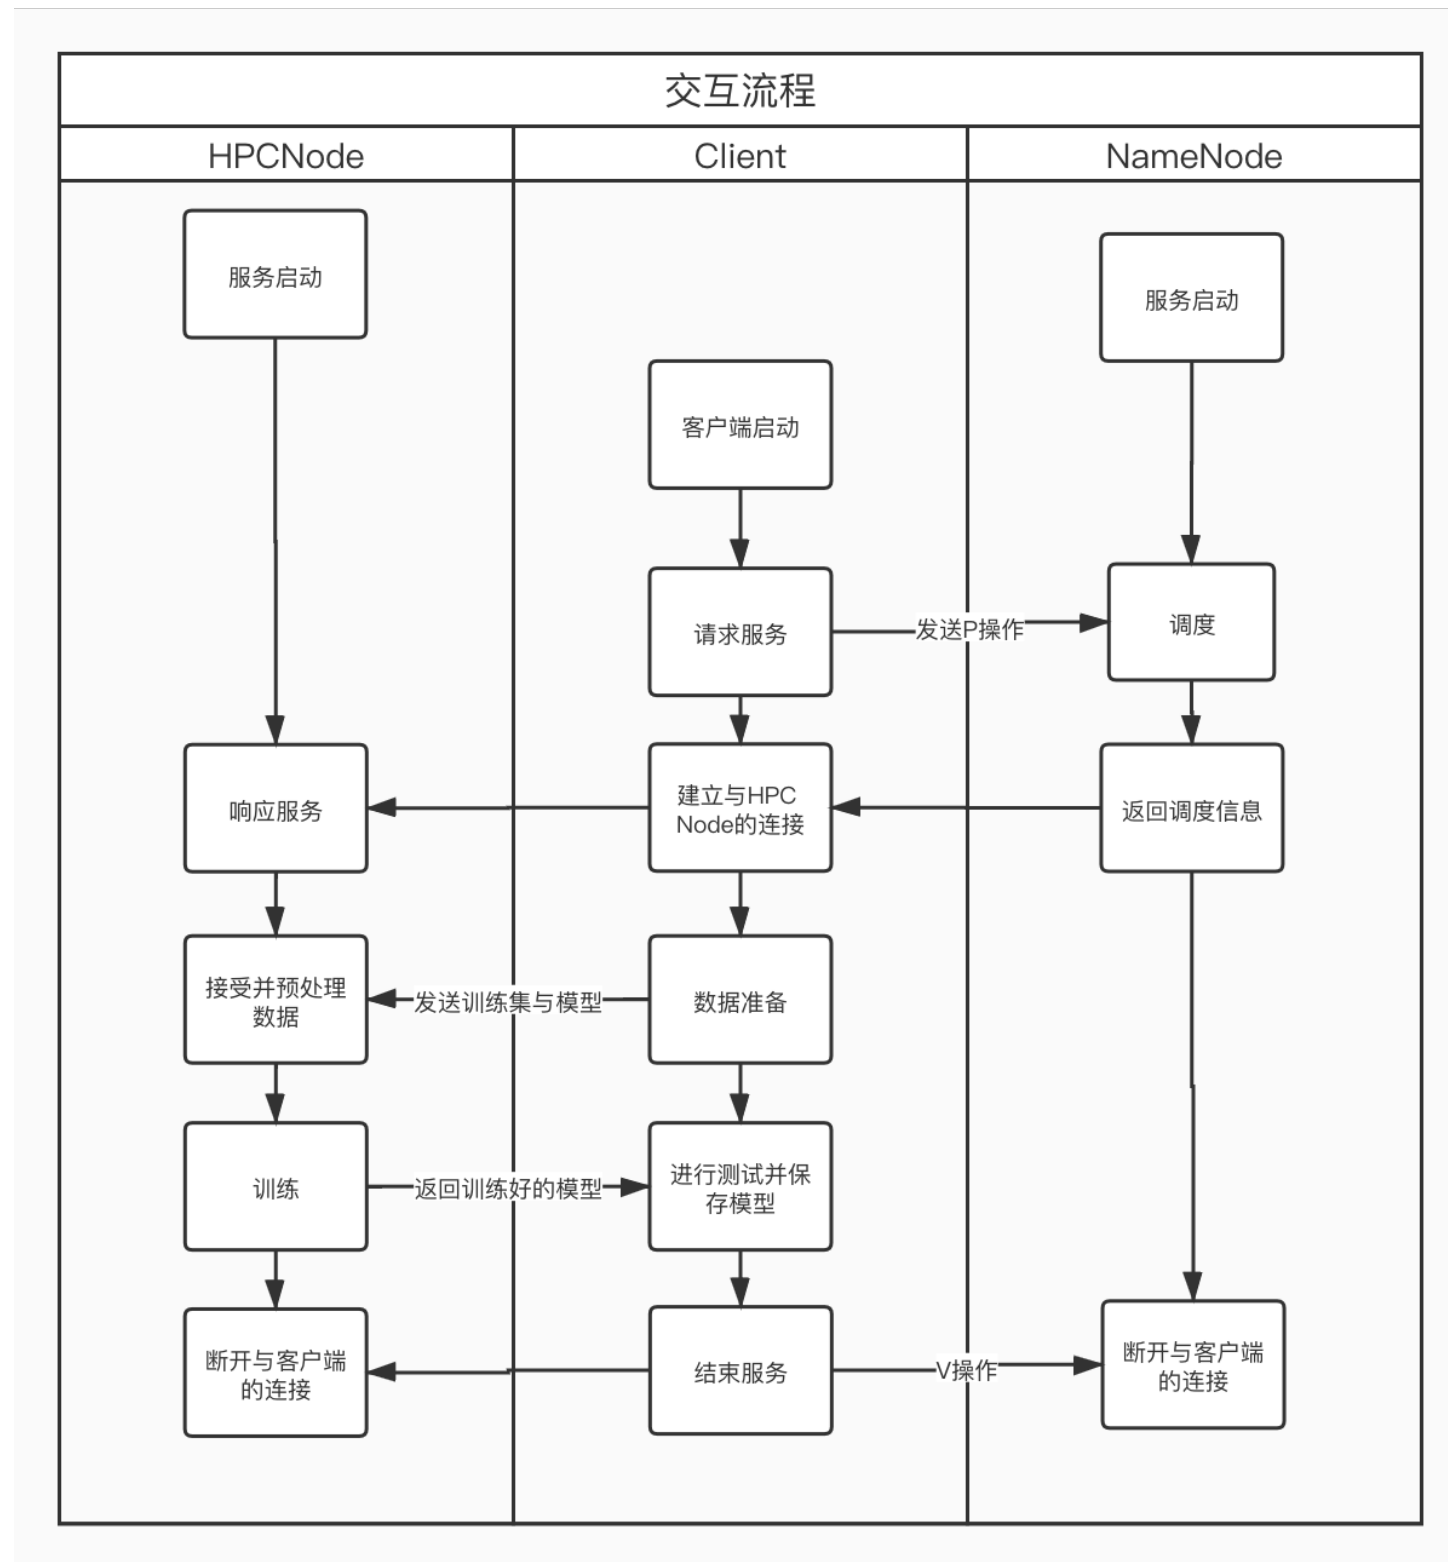 交互流程
HPCNode
Client
NameNode
服务启动
服务启动
客户端启动
请求服务
发送P操作
调度
响应服务
建立与HPC
Node的连接
返回调度信息
接受并预处理
数据
发送训练集与模型
数据准备
训练
返回训练好的模型
进行测试并保
存模型
断开与客户端
的连接
结束服务
V操作
断开与客户端
的连接